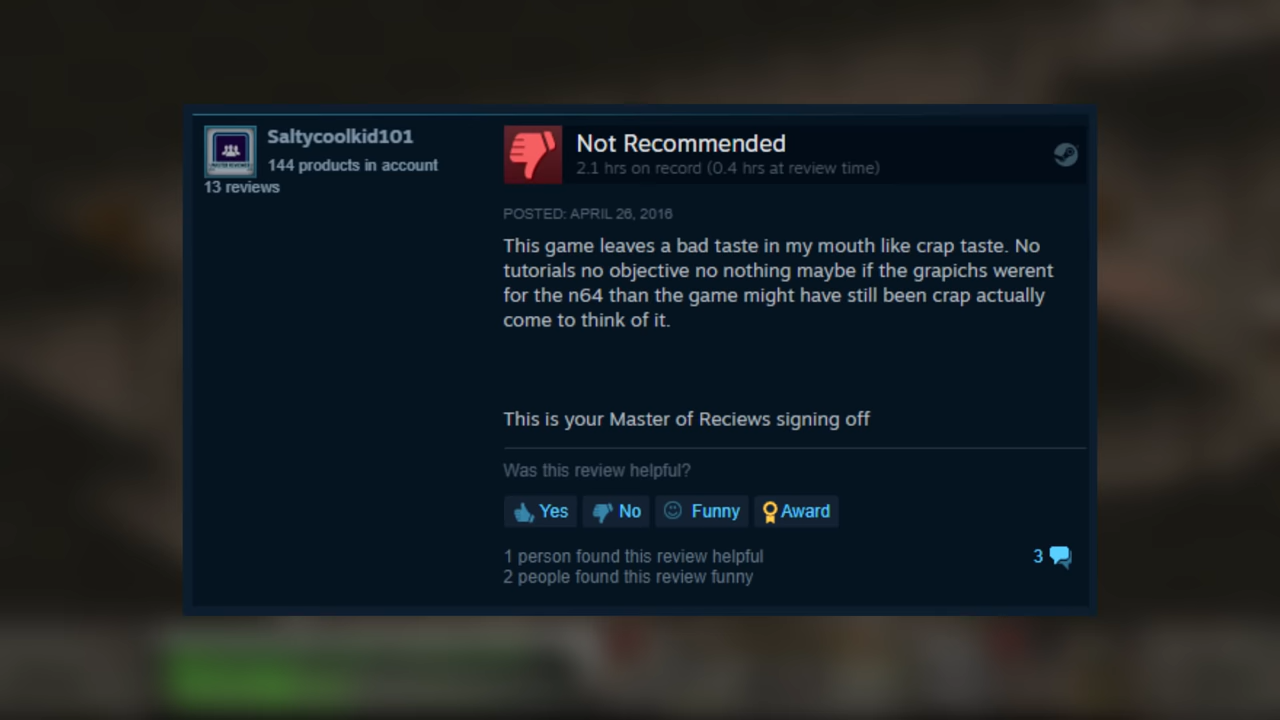 Saltycoolkid101
144 products in account
13 reviews
Not Recommended
2.1 hrs on record (0.4 hrs at review time)
POSTED: APRIL 26, 2016
This game leaves a bad taste in my mouth like crap taste. No
tutorials no objective no nothing maybe if the grapichs werent
for the n64 than the game might have still been crap actually
come to think of it.
This is your Master of Reciews signing off
Was this review helpful?
Yes No Funny Award
1 person found this review helpful
2 people found this review funny
3